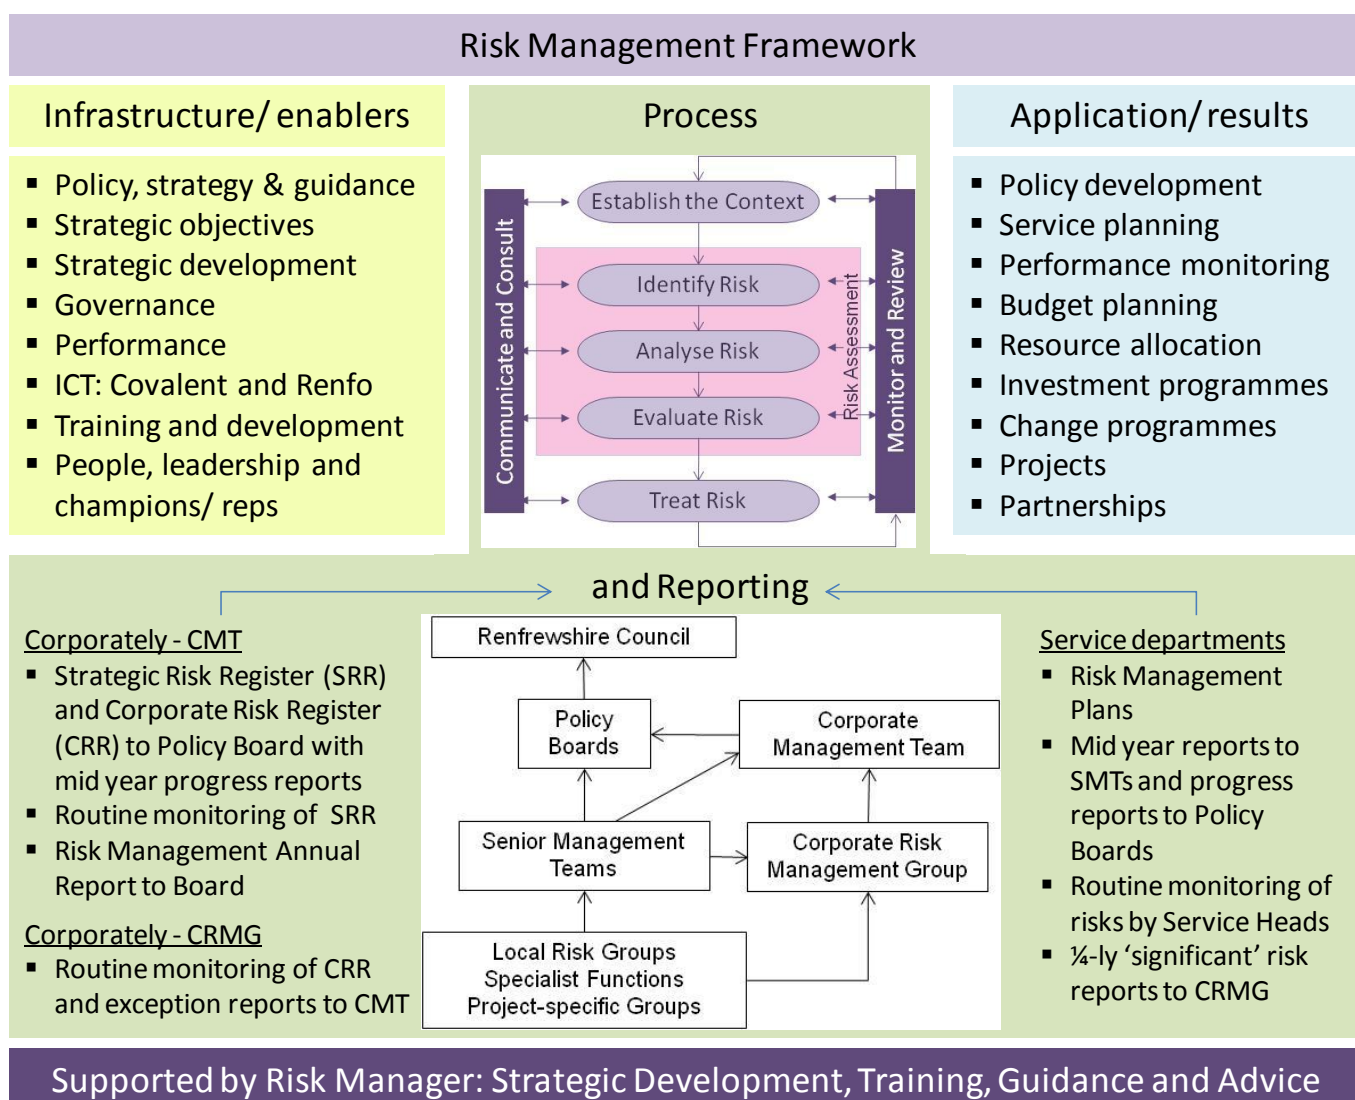 Risk Management Framework
Infrastructure/ enablers
▪ Policy, strategy & guidance
▪ Strategic objectives
▪ Strategic development
▪ Governance
▪ Performance
▪ ICT: Covalent and Renfo
▪ Training and development
▪ People, leadership and
champions/ reps
Process
Communicate and Consult
Establish the Context
Identify Risk
Analyse Risk
Evaluate Risk
Treat Risk
Risk Assessment
Monitor and Review
Application/ results
▪ Policy development
▪ Service planning
▪ Performance monitoring
▪ Budget planning
▪ Resource allocation
▪ Investment programmes
▪ Change programmes
▪ Projects
▪ Partnerships
and Reporting
Corporately - CMT
▪ Strategic Risk Register (SRR)
and Corporate Risk Register
(CRR) to Policy Board with
mid year progress reports
▪ Routine monitoring of SRR
▪ Risk Management Annual
Report to Board
Corporately - CRMG
▪ Routine monitoring of CRR
and exception reports to CMT
Renfrewshire Council
Policy
Boards
Corporate
Management Team
Senior Management
Teams
Corporate Risk
Management Group
Local Risk Groups
Specialist Functions
Project-specific Groups
Service departments
▪ Risk Management
Plans
▪ Mid year reports to
SMTs and progress
reports to Policy
Boards
▪ Routine monitoring of
risks by Service Heads
▪ ¼-ly ‘significant’ risk
reports to CRMG
Supported by Risk Manager: Strategic Development, Training, Guidance and Advice